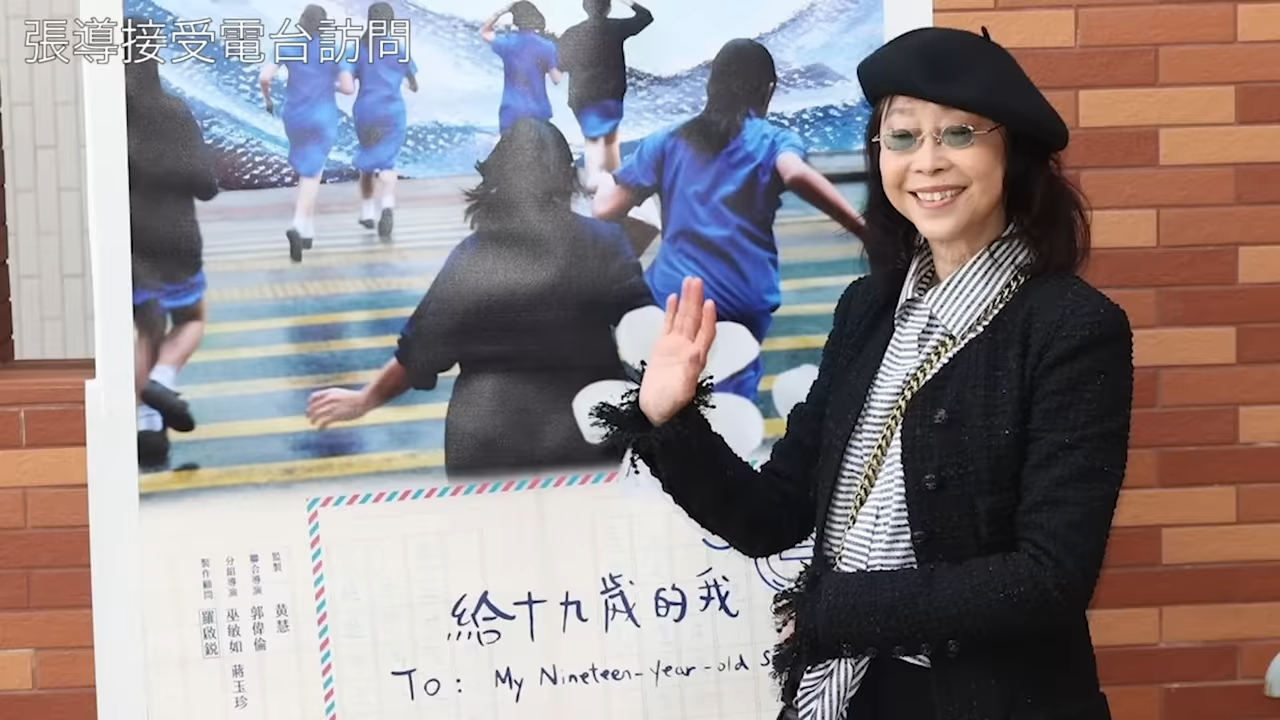 張導接受電台訪問
監製 黃慧
聯合導演 郭偉倫
分組導演 巫敏如 蔣玉珍
製作顧問 羅啟銳
給十九歲的我
To: My Nineteen-year-old